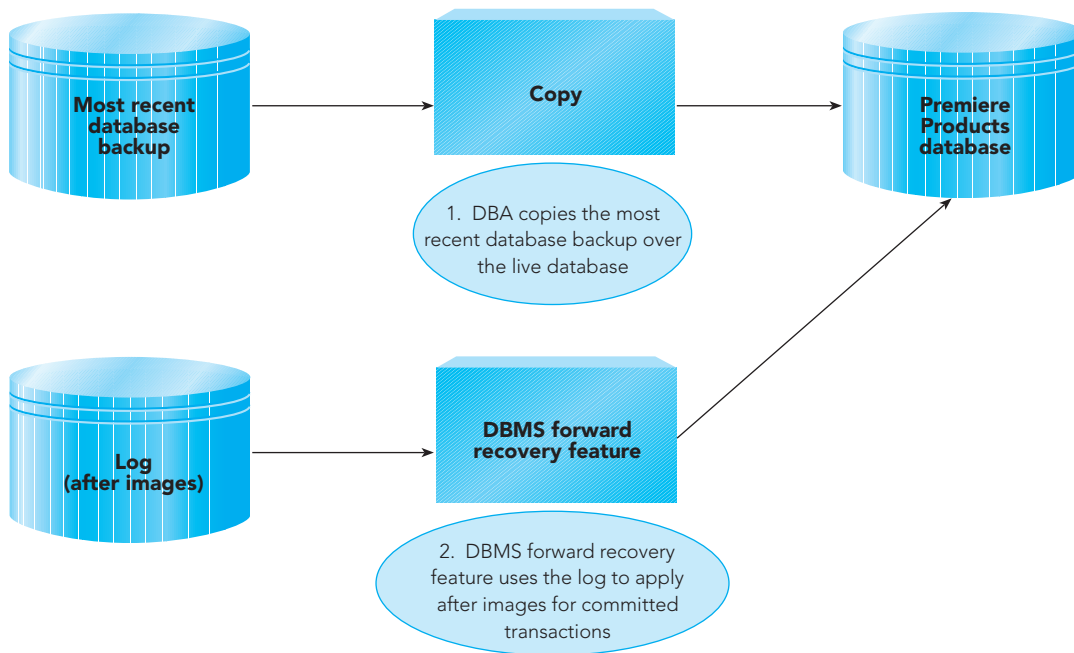 Most recent
database
backup
Copy
Premiere
Products
database
1. DBA copies the most
recent database backup over
the live database
Log
(after images)
DBMS forward
recovery feature
2. DBMS forward recovery
feature uses the log to apply
after images for committed
transactions